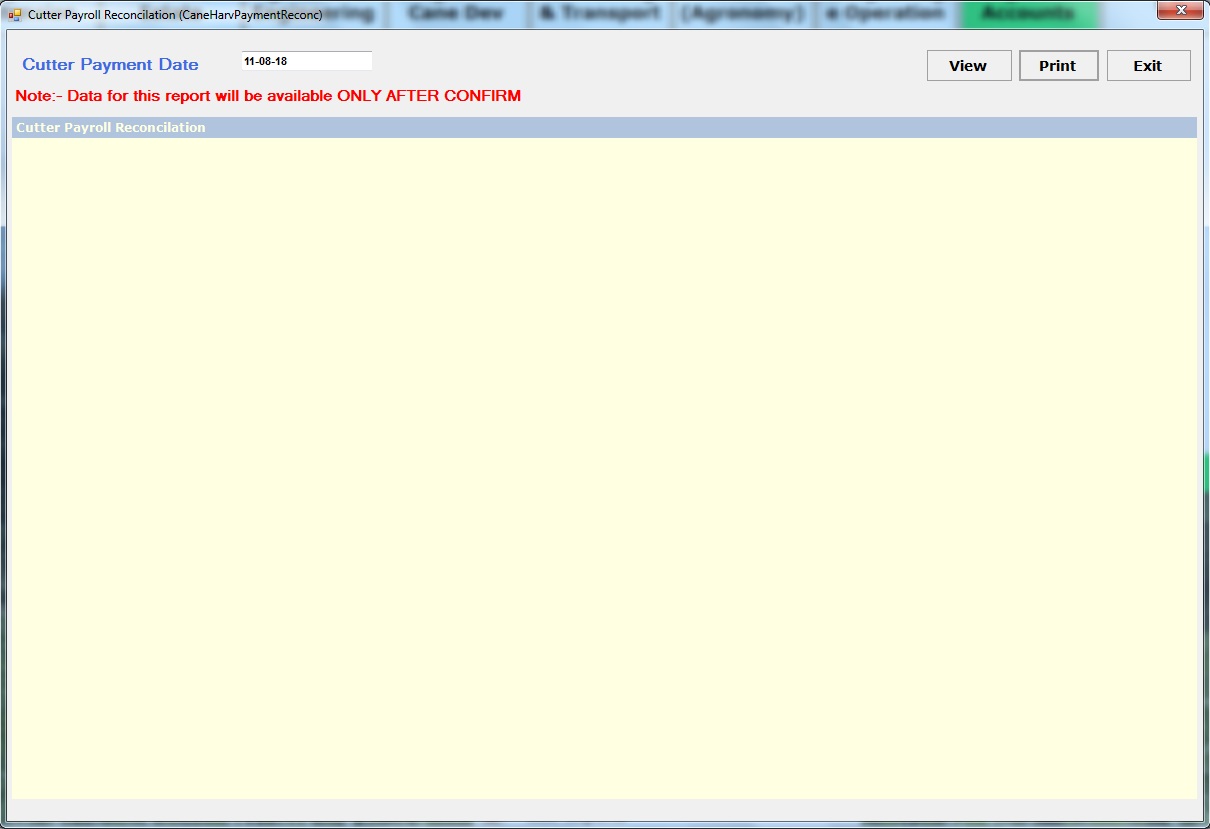 Cutter Payroll Reconcilation (CaneHarvPaymentReconc)
Cane Dev & Transport (Agronomy) e Operation Accounts
Cutter Payment Date 11-08-18 View Print Exit
Note:- Data for this report will be available ONLY AFTER CONFIRM
Cutter Payroll Reconcilation